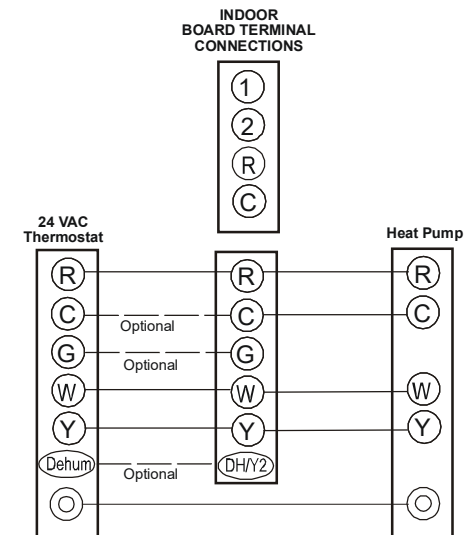 INDOOR
BOARD TERMINAL
CONNECTIONS
1
2
R
C
24 VAC
Thermostat
Heat Pump
R R R
C Optional C C
G Optional G
W W W
Y Y Y
Dehum Optional DH/Y2
O O